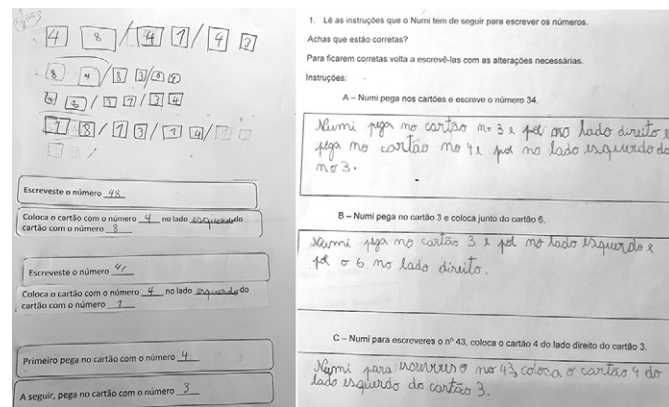 4 8 / 4 1 / 4 3
8 4 / 8 3 /
/ 3 7 / 3 4
1 8 / 1 3 / 1 4 /
Escreveste o número 48
Coloca o cartão com o número 4 no lado esquerdo do
cartão com o número 8
Escreveste o número 41
Coloca o cartão com o número 4 no lado esquerdo do
cartão com o número 1
Primeiro pega no cartão com o número 4
A seguir, pega no cartão com o número 3
1. Lê as instruções que o Numi tem de seguir para escrever os números.
Achas que estão corretas?
Para ficarem corretas volta a escrevê-las com as alterações necessárias.
Instruções:
A – Numi pega nos cartões e escreve o número 34.
Numi pega no cartão nº 3 e põe ao lado direito e
pega no cartão nº 4 e põe no lado esquerdo do
nº 3.
B – Numi pega no cartão 3 e coloca junto do cartão 6.
Numi pega no cartão 3 e põe no lado esquerdo e
põe o 6 no lado direito.
C – Numi para escreveres o nº 43, coloca o cartão 4 do lado direito do cartão 3.
Numi para escreveres o nº 43, coloca o cartão 4 do
lado esquerdo do cartão 3.